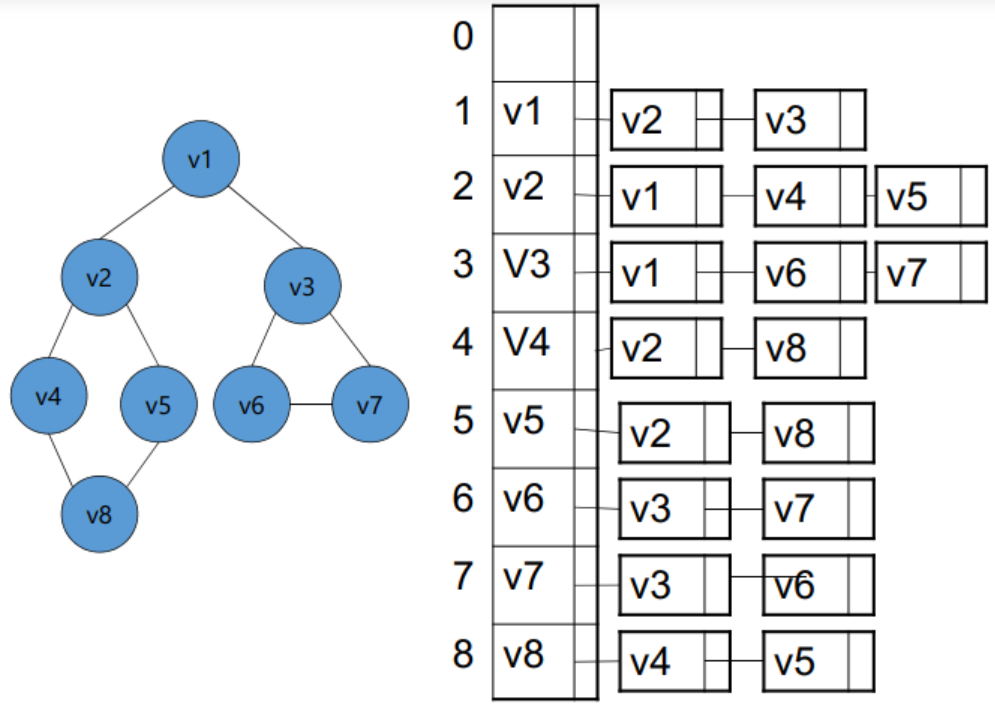 v1
v2
v3
v4
v5
v6
v7
v8
0
1 v1 v2 v3
2 v2 v1 v4 v5
3 V3 v1 v6 v7
4 V4 v2 v8
5 v5 v2 v8
6 v6 v3 v7
7 v7 v3 v6
8 v8 v4 v5